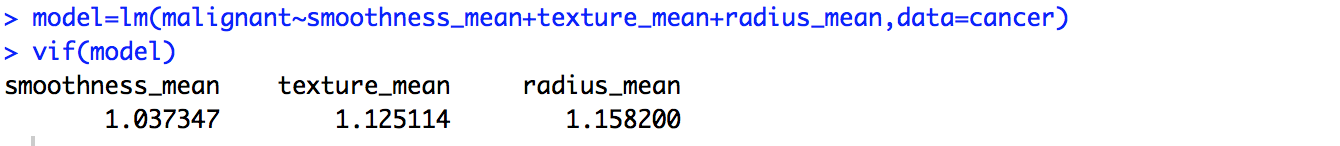 > model=lm(malignant~smoothness_mean+texture_mean+radius_mean,data=cancer)
> vif(model)
smoothness_mean    texture_mean     radius_mean
       1.037347        1.125114        1.158200